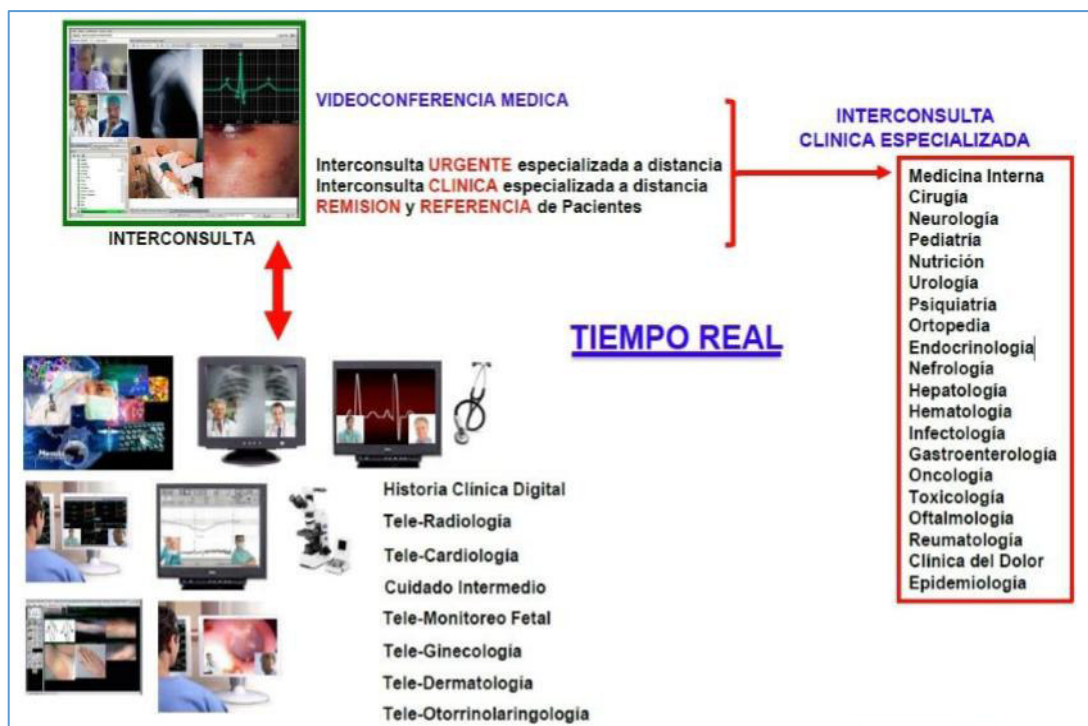 VIDEOCONFERENCIA MEDICA
Interconsulta URGENTE especializada a distancia
Interconsulta CLINICA especializada a distancia
REMISION y REFERENCIA de Pacientes
INTERCONSULTA
INTERCONSULTA
CLINICA ESPECIALIZADA
Medicina Interna
Cirugía
Neurología
Pediatría
Nutrición
Urología
Psiquiatría
Ortopedia
Endocrinología
Nefrología
Hepatología
Hematología
Infectología
Gastroenterología
Oncología
Toxicología
Oftalmología
Reumatología
Clínica del Dolor
Epidemiología
TIEMPO REAL
Historia Clínica Digital
Tele-Radiología
Tele-Cardiología
Cuidado Intermedio
Tele-Monitoreo Fetal
Tele-Ginecología
Tele-Dermatología
Tele-Otorrinolaringología